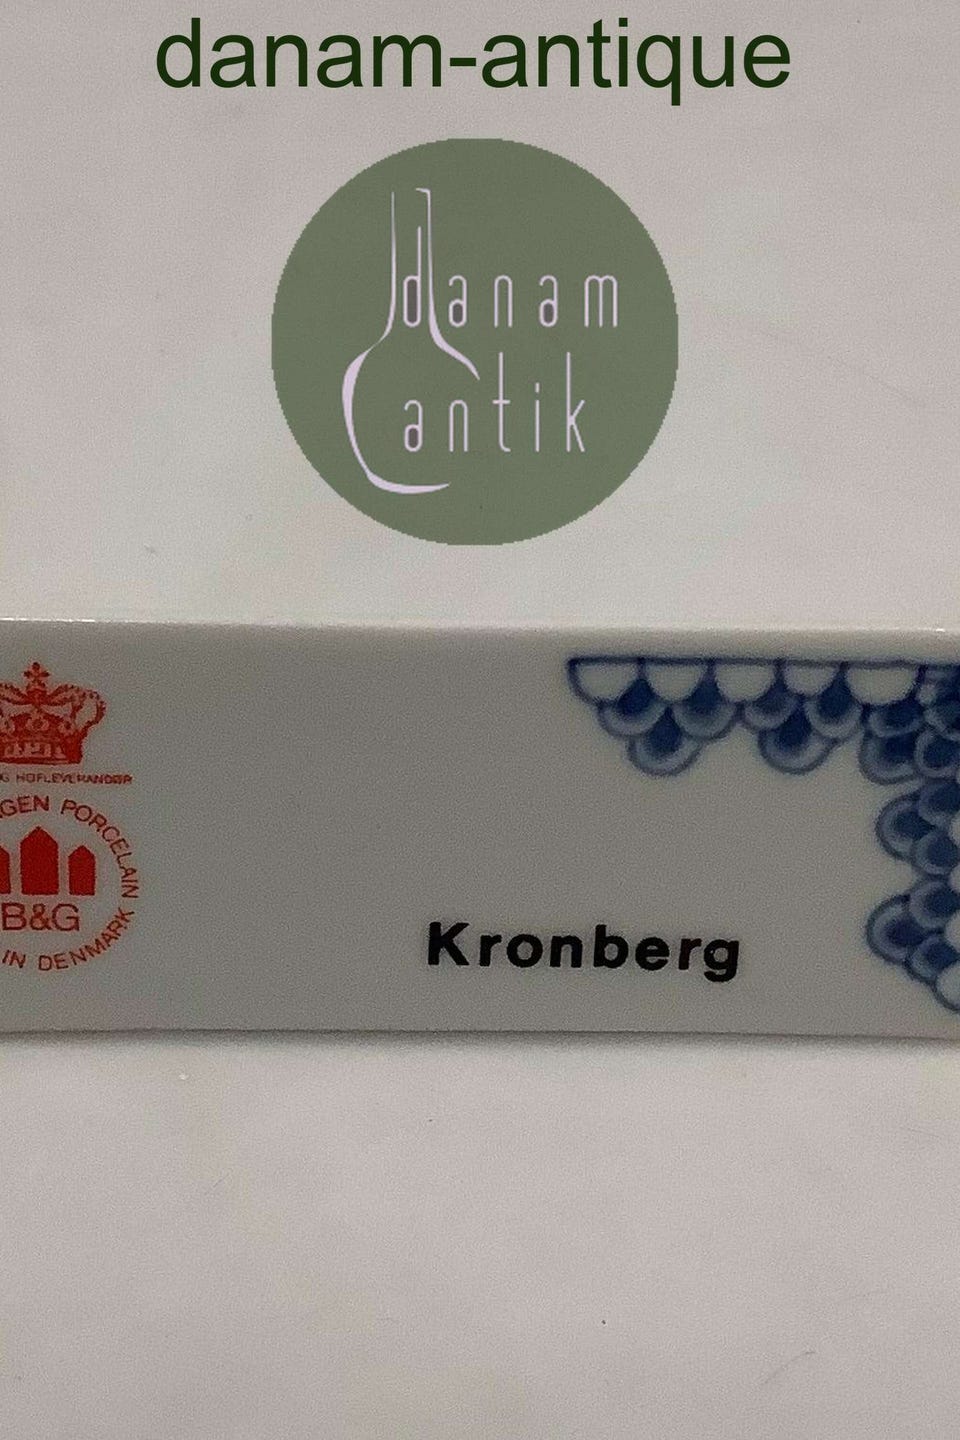 danam-antique
danam
antik
G HOFLEVERANDØR
GEN PORCELAIN
B&G
IN DENMARK
Kronberg